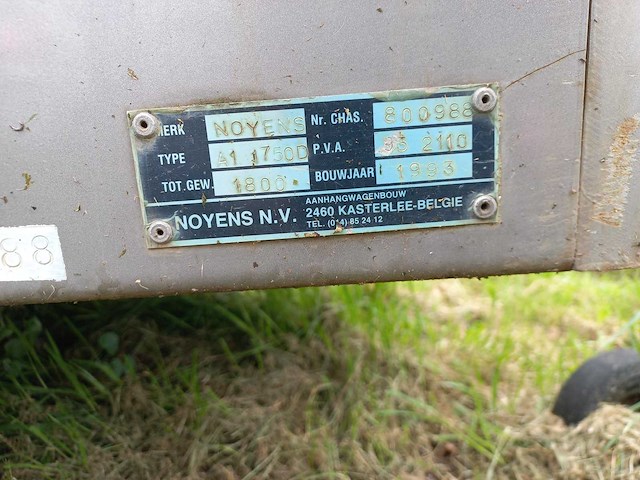 MERK NOYENS Nr. CHAS. 800988
TYPE A1 1750D P.V.A. 2110
TOT.GEW. 1800 BOUWJAAR 1993
AANHANGWAGENBOUW
NOYENS N.V. 2460 KASTERLEE-BELGIE
TEL. (014) 85 24 12
88